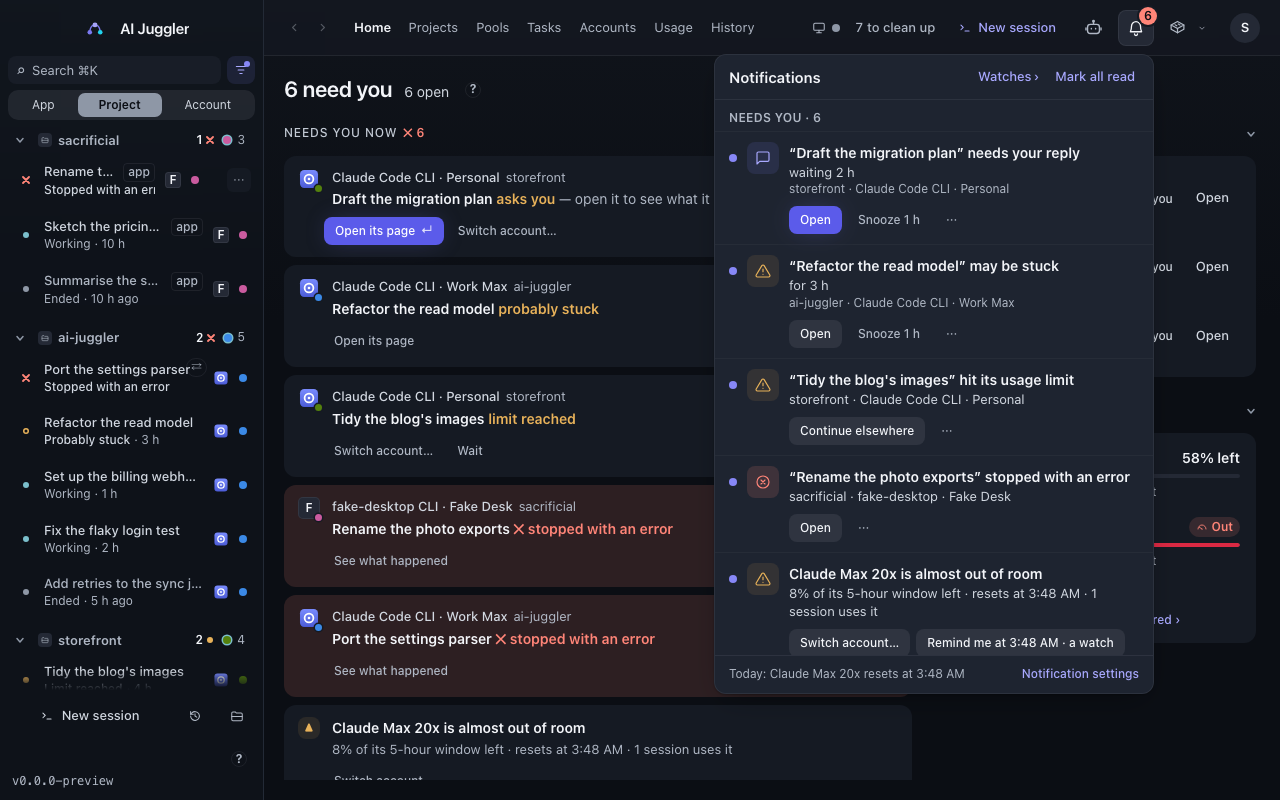 AI Juggler
Search ⌘K
App Project Account
sacrificial 1 3
Rename t... app F
Stopped with an err
Sketch the pricin... app F
Working · 10 h
Summarise the s... app F
Ended · 10 h ago
ai-juggler 2 5
Port the settings parser
Stopped with an error
Refactor the read model
Probably stuck · 3 h
Set up the billing webh...
Working · 1 h
Fix the flaky login test
Working · 2 h
Add retries to the sync j...
Ended · 5 h ago
storefront 2 4
Tidy the blog's images
New session
?
v0.0.0-preview
Home Projects Pools Tasks Accounts Usage History
7 to clean up
New session
6
S
6 need you 6 open ?
NEEDS YOU NOW 6
Claude Code CLI · Personal storefront
Draft the migration plan asks you — open it to see what it
Open its page Switch account...
Claude Code CLI · Work Max ai-juggler
Refactor the read model probably stuck
Open its page
Claude Code CLI · Personal storefront
Tidy the blog's images limit reached
Switch account... Wait
F fake-desktop CLI · Fake Desk sacrificial
Rename the photo exports stopped with an error
See what happened
Claude Code CLI · Work Max ai-juggler
Port the settings parser stopped with an error
See what happened
Claude Max 20x is almost out of room
8% of its 5-hour window left · resets at 3:48 AM · 1 session uses it
Switch account
Notifications Watches › Mark all read
NEEDS YOU · 6
“Draft the migration plan” needs your reply
waiting 2 h
storefront · Claude Code CLI · Personal
Open Snooze 1 h ...
“Refactor the read model” may be stuck
for 3 h
ai-juggler · Claude Code CLI · Work Max
Open Snooze 1 h ...
“Tidy the blog's images” hit its usage limit
storefront · Claude Code CLI · Personal
Continue elsewhere ...
“Rename the photo exports” stopped with an error
sacrificial · fake-desktop · Fake Desk
Open ...
Claude Max 20x is almost out of room
8% of its 5-hour window left · resets at 3:48 AM · 1
session uses it
Switch account... Remind me at 3:48 AM · a watch
Today: Claude Max 20x resets at 3:48 AM Notification settings
you Open
you Open
you Open
58% left
t
Out
t
red ›